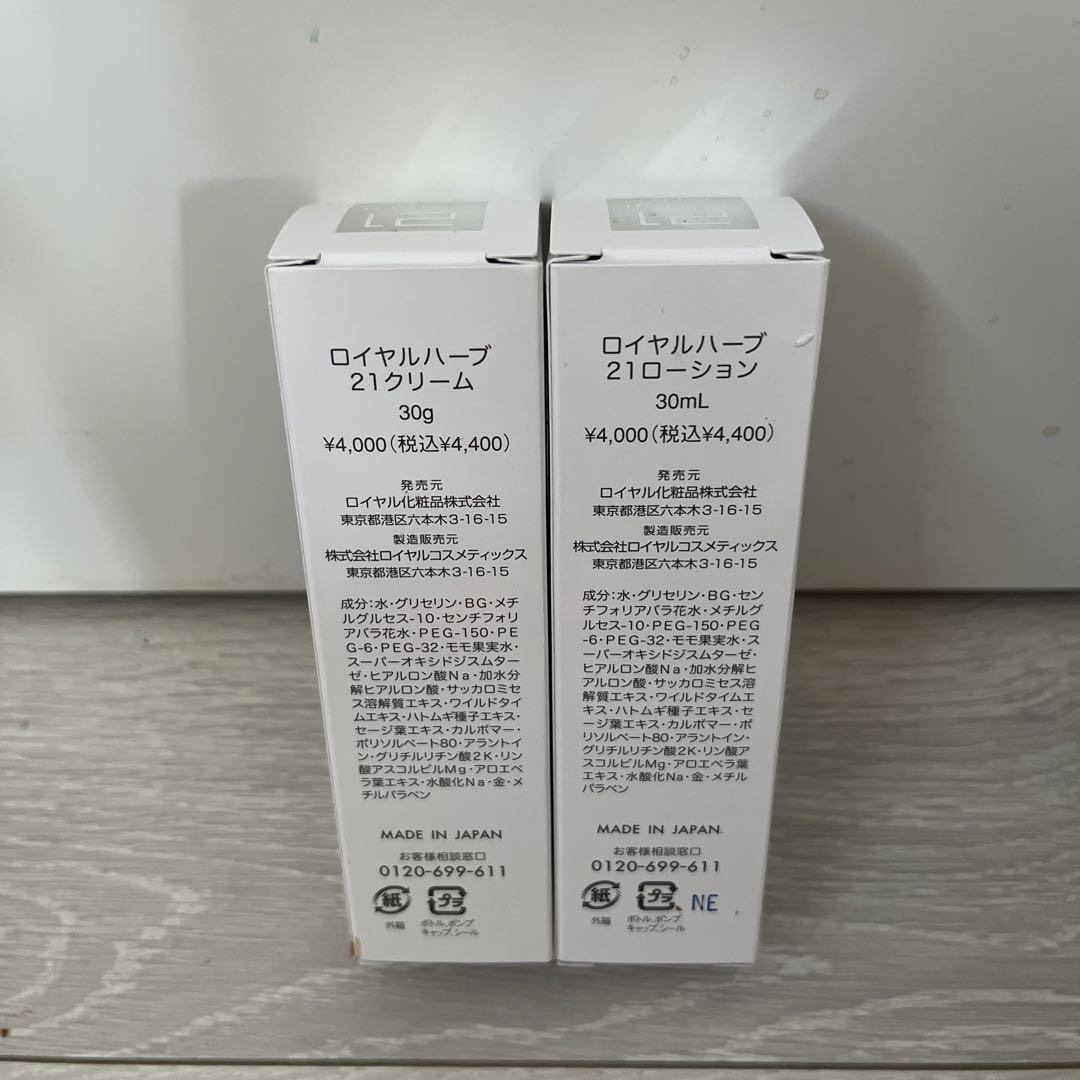 ロイヤルハーブ
21クリーム
30g
¥4,000(税込¥4,400)
発売元
ロイヤル化粧品株式会社
東京都港区六本木3-16-15
製造販売元
株式会社ロイヤルコスメティックス
東京都港区六本木3-16-15
成分:水・グリセリン・BG・メチ
ルグルセス-10・センチフォリ
アバラ花水・PEG-150・PE
G-6・PEG-32・モモ果実水・
スーパーオキシドジスムター
ゼ・ヒアルロン酸Na・加水分
解ヒアルロン酸・サッカロミセ
ス溶解質エキス・ワイルドタイ
ムエキス・ハトムギ種子エキス・
セージ葉エキス・カルボマー・
ポリソルベート80・アラントイ
ン・グリチルリチン酸2K・リン
酸アスコルビルMg・アロエベ
ラ葉エキス・水酸化Na・金・メ
チルパラベン
MADE IN JAPAN
お客様相談窓口
0120-699-611
紙
プラ
外箱
ボトル、ポンプ
キャップ、シール
ロイヤルハーブ
21ローション
30mL
¥4,000(税込¥4,400)
発売元
ロイヤル化粧品株式会社
東京都港区六本木3-16-15
製造販売元
株式会社ロイヤルコスメティックス
東京都港区六本木3-16-15
成分:水・グリセリン・BG・セン
チフォリアバラ花水・メチルグ
ルセス-10・PEG-150・PEG
-6・PEG-32・モモ果実水・ス
ーパーオキシドジスムターゼ・
ヒアルロン酸Na・加水分解ヒ
アルロン酸・サッカロミセス溶
解質エキス・ワイルドタイムエ
キス・ハトムギ種子エキス・セ
ージ葉エキス・カルボマー・ポ
リソルベート80・アラントイン・
グリチルリチン酸2K・リン酸ア
スコルビルMg・アロエベラ葉
エキス・水酸化Na・金・メチル
パラベン
MADE IN JAPAN
お客様相談窓口
0120-699-611
紙
プラ
NE
外箱
ボトル、ポンプ
キャップ、シール